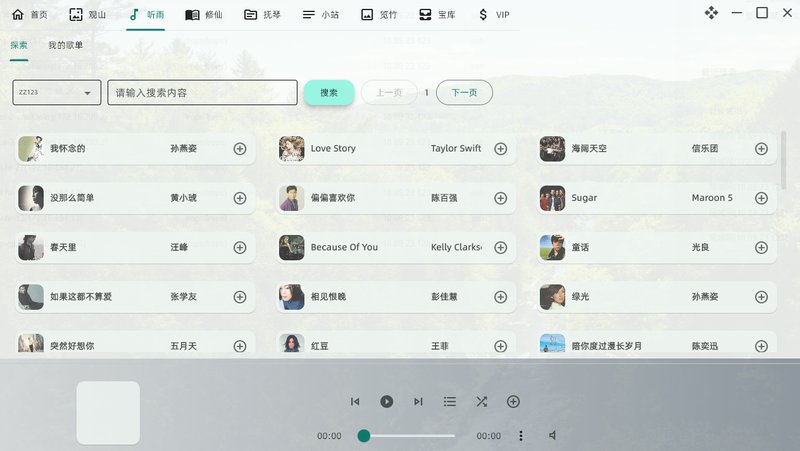 首页 观山 听雨 修仙 抚琴 小站 览竹 宝库 VIP
探索 我的歌单
ZZ123 请输入搜索内容 搜索 上一页 1 下一页
我怀念的 孙燕姿 Love Story Taylor Swift 海阔天空 信乐团
没那么简单 黄小琥 偏偏喜欢你 陈百强 Sugar Maroon 5
春天里 汪峰 Because Of You Kelly Clarks 童话 光良
如果这都不算爱 张学友 相见恨晚 彭佳慧 绿光 孙燕姿
突然好想你 五月天 红豆 王菲 陪你度过漫长岁月 陈奕迅
00:00 00:00